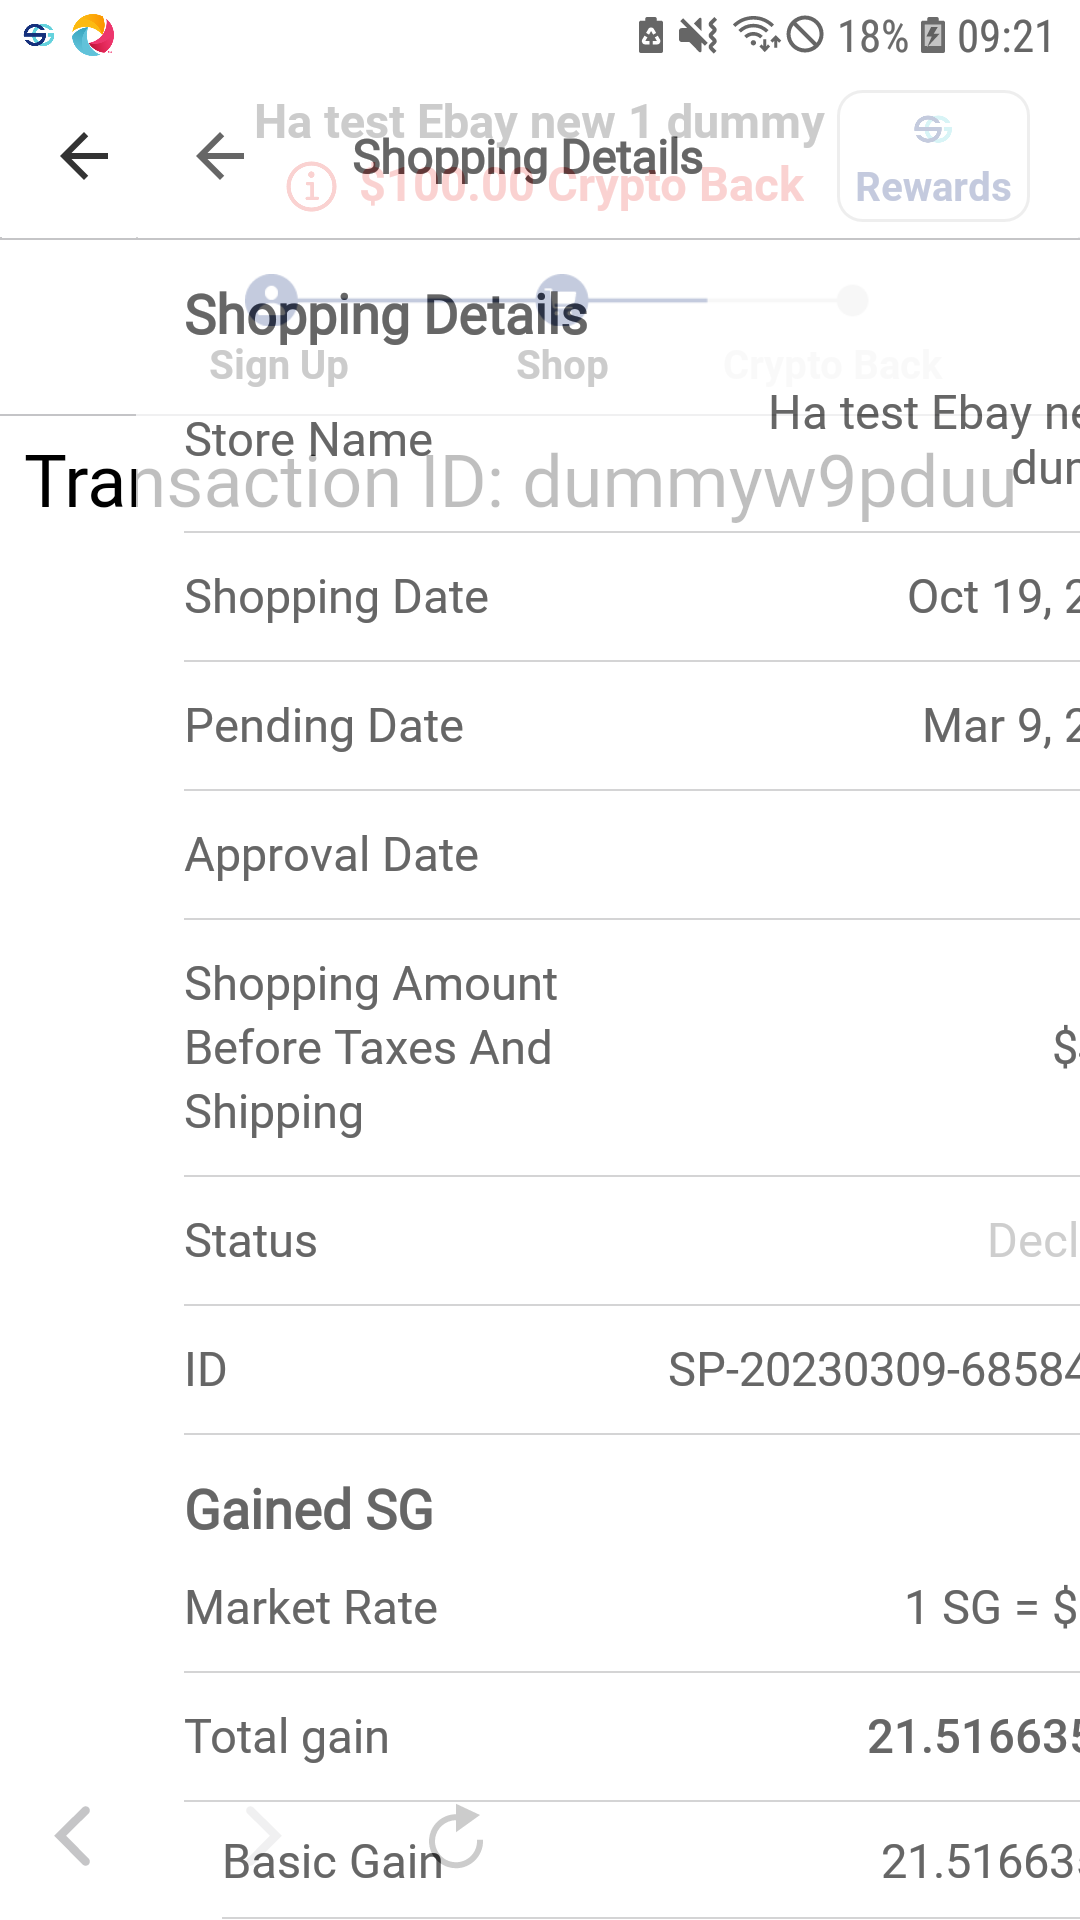 18% 09:21
Ha test Ebay new 1 dummy
Shopping Details
$100.00 Crypto Back
Rewards
Shopping Details
Sign Up
Shop
Crypto Back
Store Name
Ha test Ebay ne
dur
Transaction ID: dummyw9pduu
Shopping Date
Oct 19, 2
Pending Date
Mar 9, 2
Approval Date
Shopping Amount
Before Taxes And
Shipping
$
Status
Decl
ID
SP-20230309-68584
Gained SG
Market Rate
1 SG = $
Total gain
21.516635
Basic Gain
21.51663